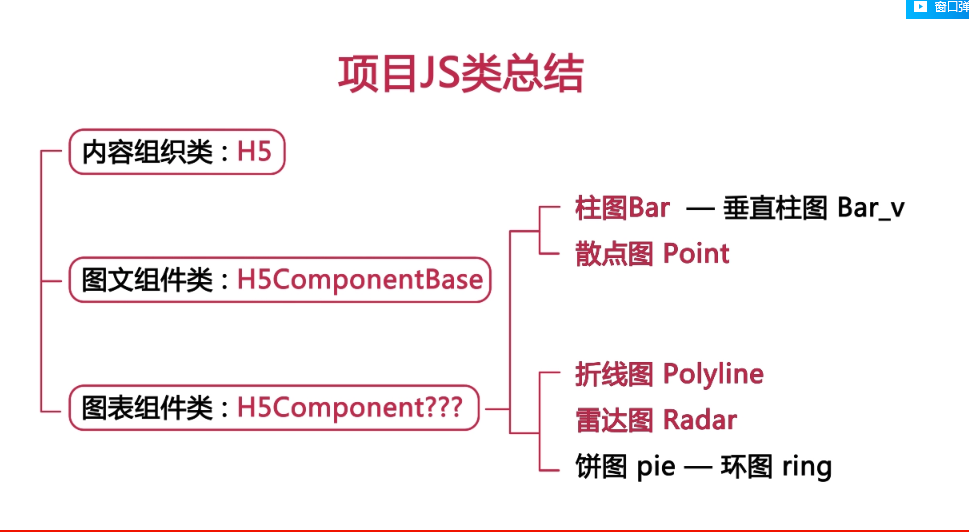 窗口弹
项目JS类总结
内容组织类：H5
图文组件类：H5ComponentBase
图表组件类：H5Component???
柱图Bar — 垂直柱图 Bar_v
散点图 Point
折线图 Polyline
雷达图 Radar
饼图 pie — 环图 ring